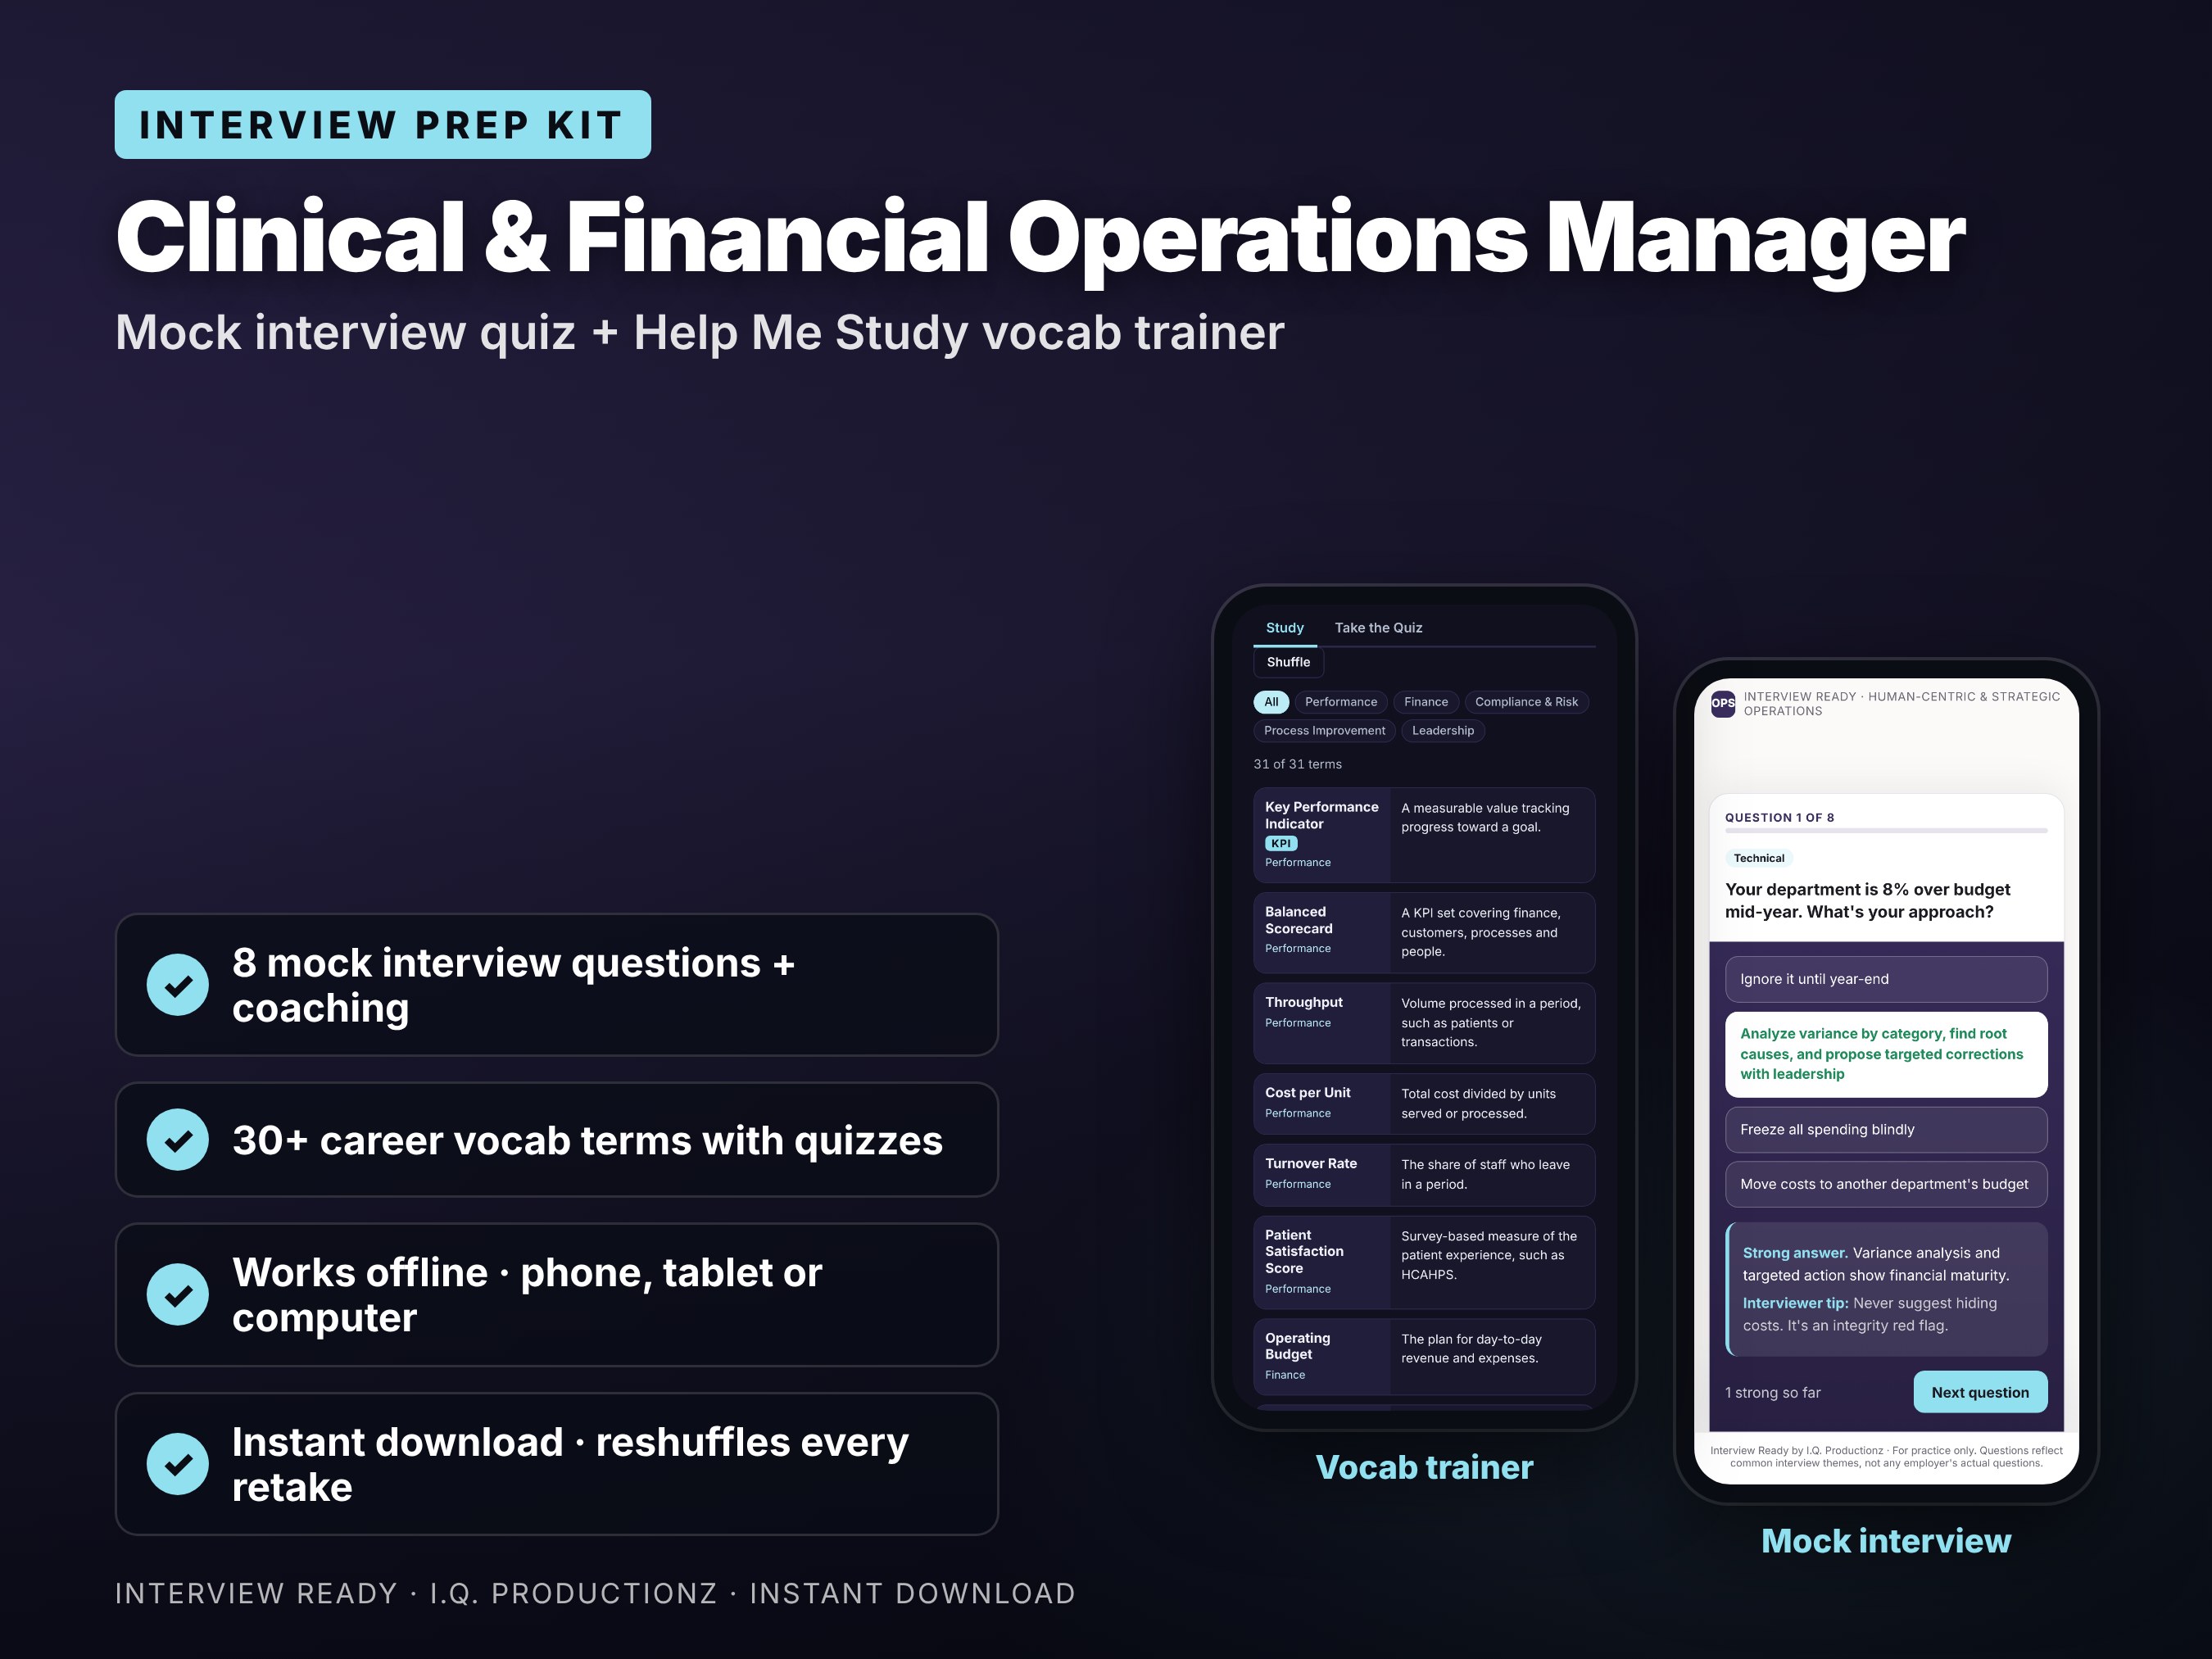 INTERVIEW PREP KIT
Clinical & Financial Operations Manager
Mock interview quiz + Help Me Study vocab trainer
8 mock interview questions +
coaching
30+ career vocab terms with quizzes
Works offline · phone, tablet or
computer
Instant download · reshuffles every
retake
INTERVIEW READY · I.Q. PRODUCTIONZ · INSTANT DOWNLOAD
Study Take the Quiz
Shuffle
All Performance Finance Compliance & Risk
Process Improvement Leadership
31 of 31 terms
Key Performance
Indicator
KPI
Performance
A measurable value tracking
progress toward a goal.
Balanced
Scorecard
Performance
A KPI set covering finance,
customers, processes and
people.
Throughput
Performance
Volume processed in a period,
such as patients or
transactions.
Cost per Unit
Performance
Total cost divided by units
served or processed.
Turnover Rate
Performance
The share of staff who leave
in a period.
Patient
Satisfaction
Score
Performance
Survey-based measure of the
patient experience, such as
HCAHPS.
Operating
Budget
Finance
The plan for day-to-day
revenue and expenses.
Vocab trainer
OPS
INTERVIEW READY · HUMAN-CENTRIC & STRATEGIC
OPERATIONS
QUESTION 1 OF 8
Technical
Your department is 8% over budget
mid-year. What's your approach?
Ignore it until year-end
Analyze variance by category, find root
causes, and propose targeted corrections
with leadership
Freeze all spending blindly
Move costs to another department's budget
Strong answer. Variance analysis and
targeted action show financial maturity.
Interviewer tip: Never suggest hiding
costs. It's an integrity red flag.
1 strong so far
Next question
Interview Ready by I.Q. Productionz · For practice only. Questions reflect
common interview themes, not any employer's actual questions.
Mock interview